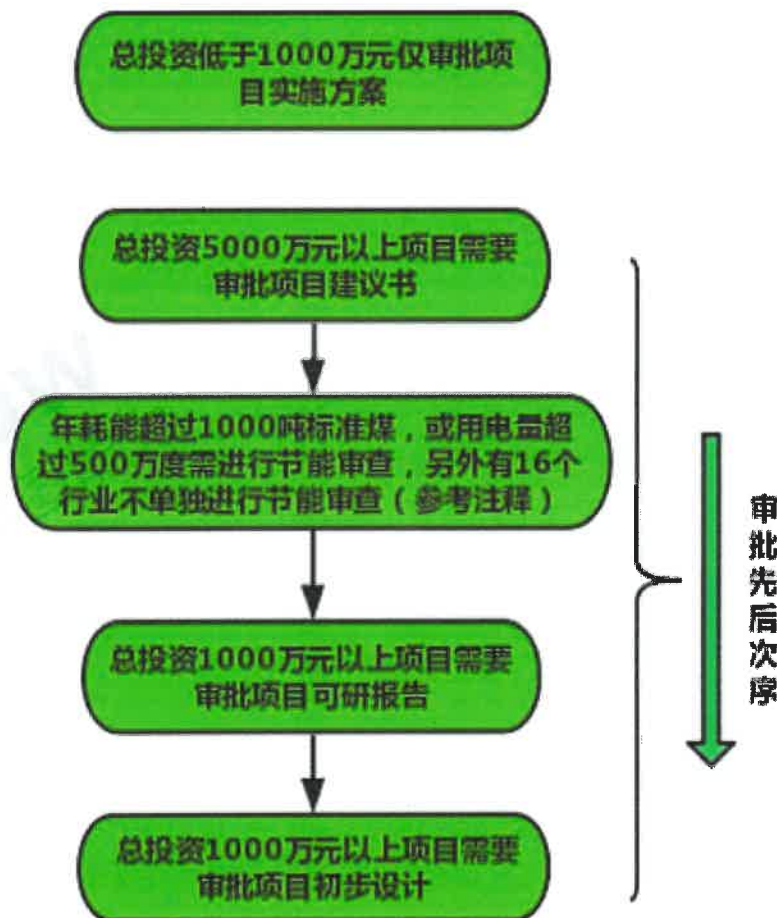 总投资低于1000万元仅审批项
目实施方案
总投资5000万元以上项目需要
审批项目建议书
年耗能超过1000吨标准煤，或用电量超
过500万度需进行节能审查，另外有16个
行业不单独进行节能审查（参考注释）
总投资1000万元以上项目需要
审批项目可研报告
总投资1000万元以上项目需要
审批项目初步设计
审批先后次序